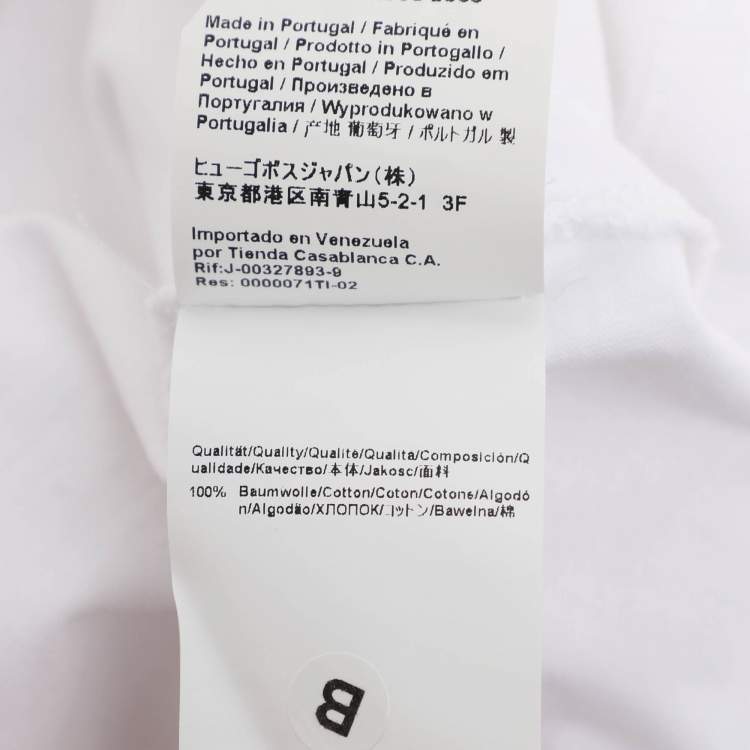 Made in Portugal / Fabriqué en
Portugal / Prodotto in Portogallo /
Hecho en Portugal / Produzido em
Portugal / Произведено в
Португалия / Wyprodukowano w
Portugalia / 产地 葡萄牙 / ポルトガル 製
ヒューゴボスジャパン(株)
東京都港区南青山5-2-1 3F
Importado en Venezuela
por Tienda Casablanca C.A.
Rif:J-00327893-9
Res: 0000071TI-02
Qualität/Quality/Qualité/Qualita/Composición/Q
ualidade/Качество/本体/Jakosc/面料
100% Baumwolle/Cotton/Coton/Cotone/Algodó
n/Algodão/ХЛОПОК/コットン/Bawelna/棉
B